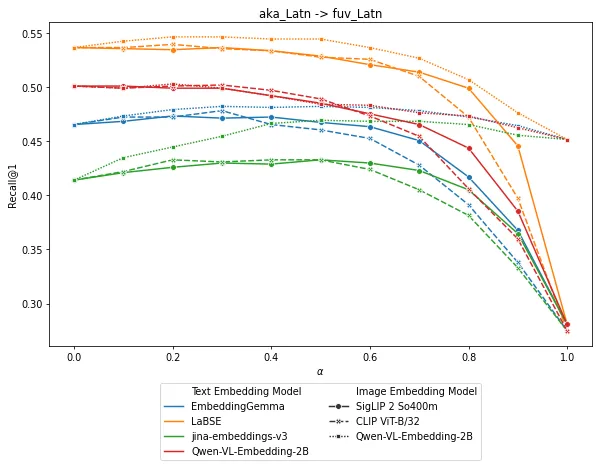 aka_Latn -> fuv_Latn
Recall@1
0.55
0.50
0.45
0.40
0.35
0.30
0.0
0.2
0.4
0.6
0.8
1.0
α
Text Embedding Model
EmbeddingGemma
LaBSE
jina-embeddings-v3
Qwen-VL-Embedding-2B
Image Embedding Model
SigLIP 2 So400m
CLIP ViT-B/32
Qwen-VL-Embedding-2B